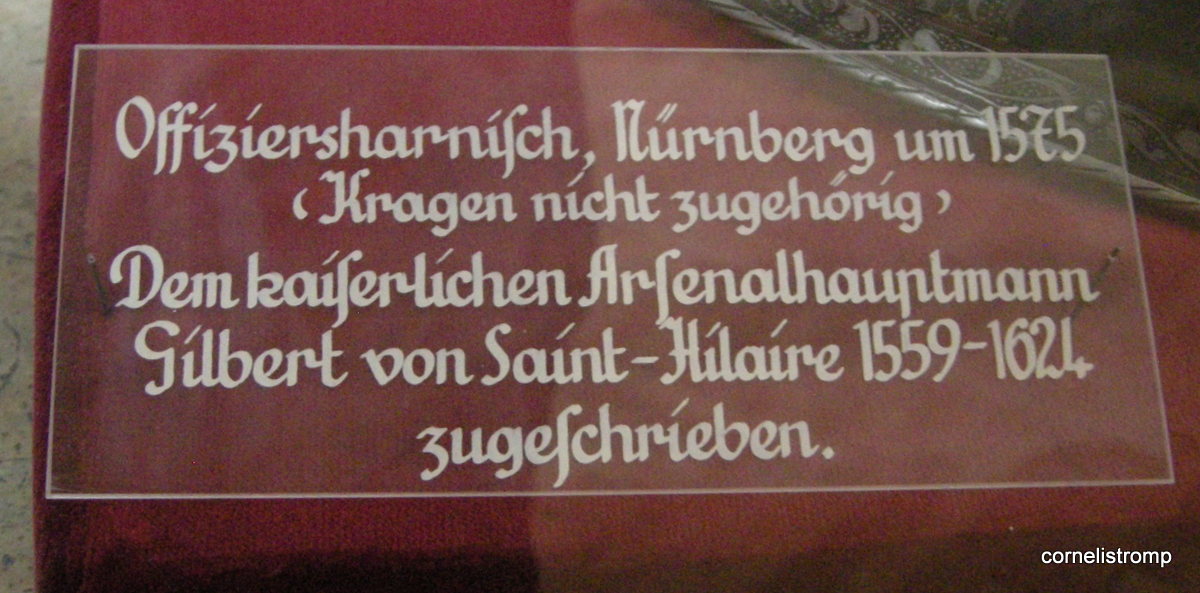 Offiziersharniſch, Nürnberg um 1575
(Kragen nicht zugehörig)
Dem kaiſerlichen Arſenalhauptmann
Gilbert von Saint-Hilaire 1559-1624
zugeſchrieben.
cornelistromp